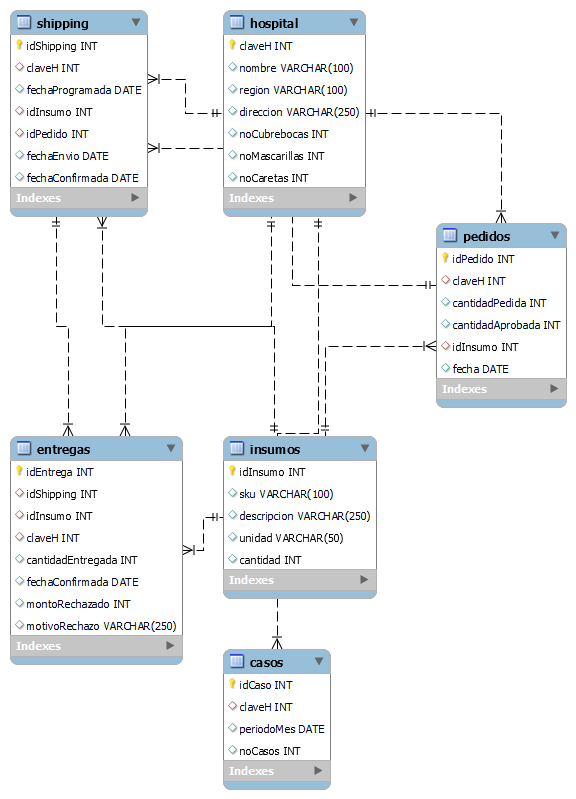 shipping
idShipping INT
claveH INT
fechaProgramada DATE
idInsumo INT
idPedido INT
fechaEnvio DATE
fechaConfirmada DATE
Indexes
hospital
claveH INT
nombre VARCHAR(100)
region VARCHAR(100)
direccion VARCHAR(250)
noCubrebocas INT
noMascarillas INT
noCaretas INT
Indexes
pedidos
idPedido INT
claveH INT
cantidadPedida INT
cantidadAprobada INT
idInsumo INT
fecha DATE
Indexes
entregas
idEntrega INT
idShipping INT
idInsumo INT
claveH INT
cantidadEntregada INT
fechaConfirmada DATE
montoRechazado INT
motivoRechazo VARCHAR(250)
Indexes
insumos
idInsumo INT
sku VARCHAR(100)
descripcion VARCHAR(250)
unidad VARCHAR(50)
cantidad INT
Indexes
casos
idCaso INT
claveH INT
periodoMes DATE
noCasos INT
Indexes